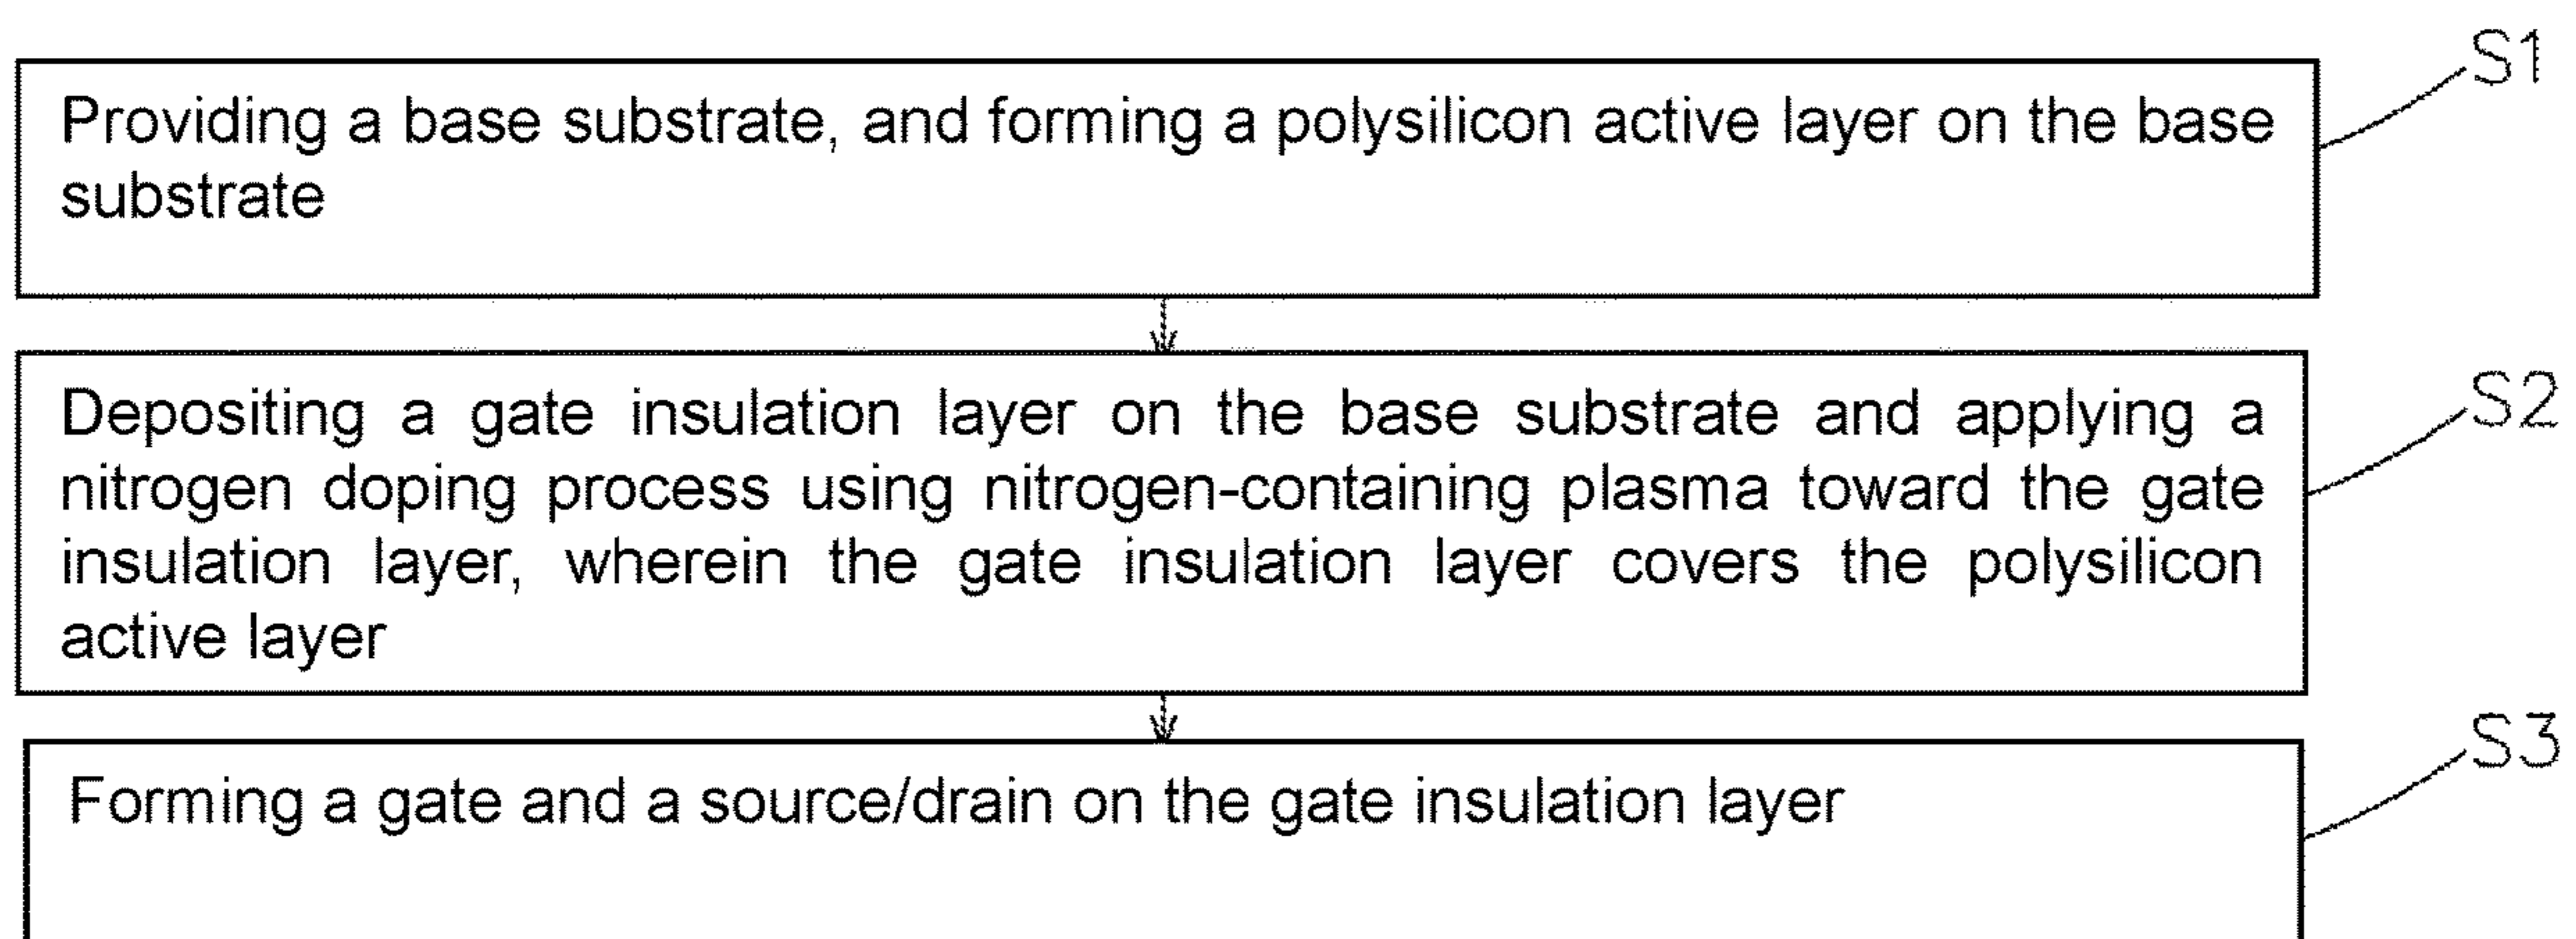 S1
Providing a base substrate, and forming a polysilicon active layer on the base
substrate
S2
Depositing a gate insulation layer on the base substrate and applying a
nitrogen doping process using nitrogen-containing plasma toward the gate
insulation layer, wherein the gate insulation layer covers the polysilicon
active layer
S3
Forming a gate and a source/drain on the gate insulation layer